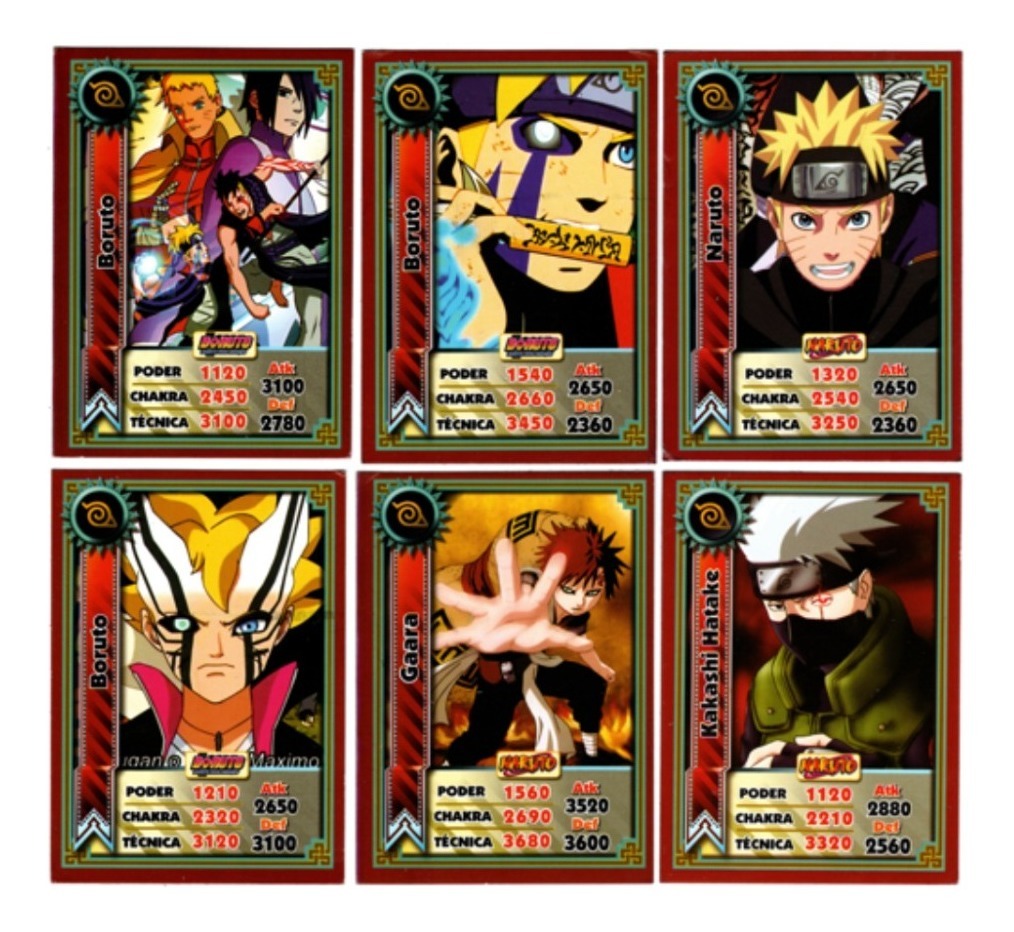 Boruto
BORUTO
PODER 1120 Atk
3100
CHAKRA 2450 Def
TÉCNICA 3100 2780
Boruto
BORUTO
PODER 1540 Atk
2650
CHAKRA 2660 Def
TÉCNICA 3450 2360
Naruto
NARUTO
PODER 1320 Atk
2650
CHAKRA 2540 Def
TÉCNICA 3250 2360
Boruto
Maximo
BORUTO
PODER 1210 Atk
2650
CHAKRA 2320 Def
TÉCNICA 3120 3100
Gaara
NARUTO
PODER 1560 Atk
3520
CHAKRA 2690 Def
TÉCNICA 3680 3600
Kakashi Hatake
NARUTO
PODER 1120 Atk
2880
CHAKRA 2210 Def
TÉCNICA 3320 2560